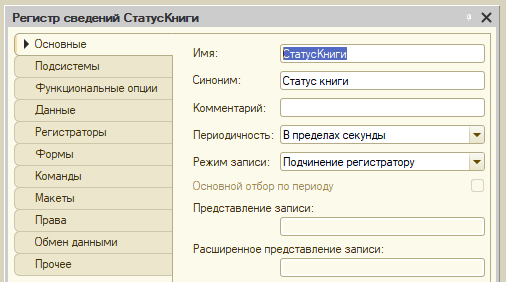 Регистр сведений СтатусКниги
Основные
Подсистемы
Функциональные опции
Данные
Регистраторы
Формы
Команды
Макеты
Права
Обмен данными
Прочее
Имя: СтатусКниги
Синоним: Статус книги
Комментарий:
Периодичность: В пределах секунды
Режим записи: Подчинение регистратору
Основной отбор по периоду
Представление записи:
Расширенное представление записи: